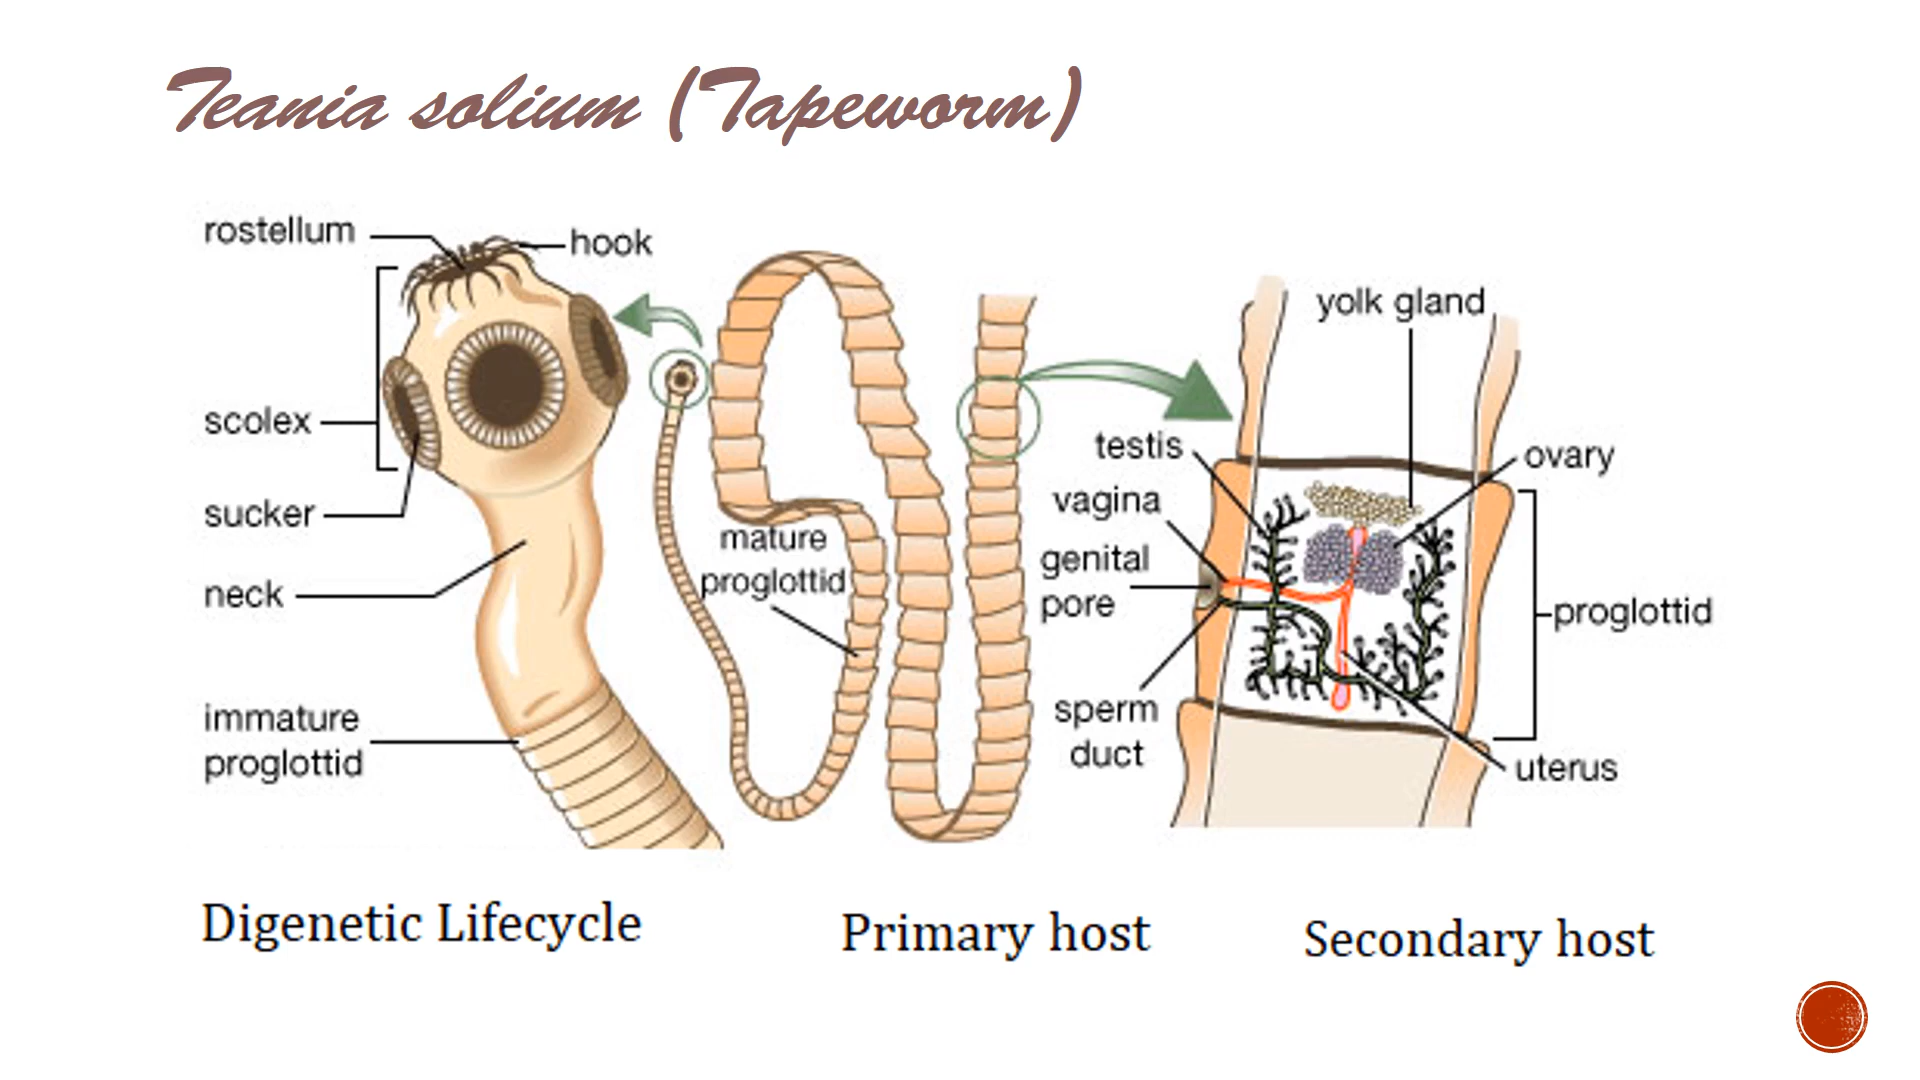 Teania solium (Tapeworm)
rostellum
hook
scolex
sucker
neck
immature
proglottid
mature
proglottid
yolk gland
testis
ovary
vagina
genital
pore
proglottid
sperm
duct
uterus
Digenetic Lifecycle
Primary host
Secondary host